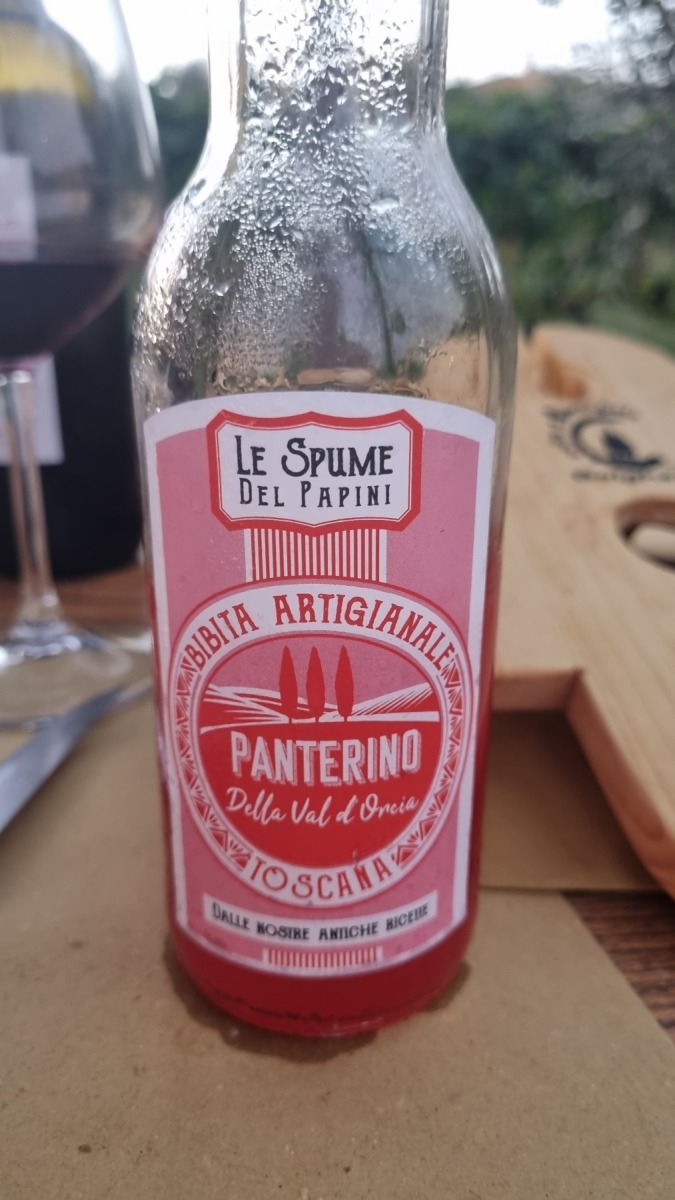 LE SPUME
DEL PAPINI
BIBITA ARTIGIANALE
PANTERINO
Della Val d'Orcia
TOSCANA
DALLE NOSTRE ANTICHE RICETTE